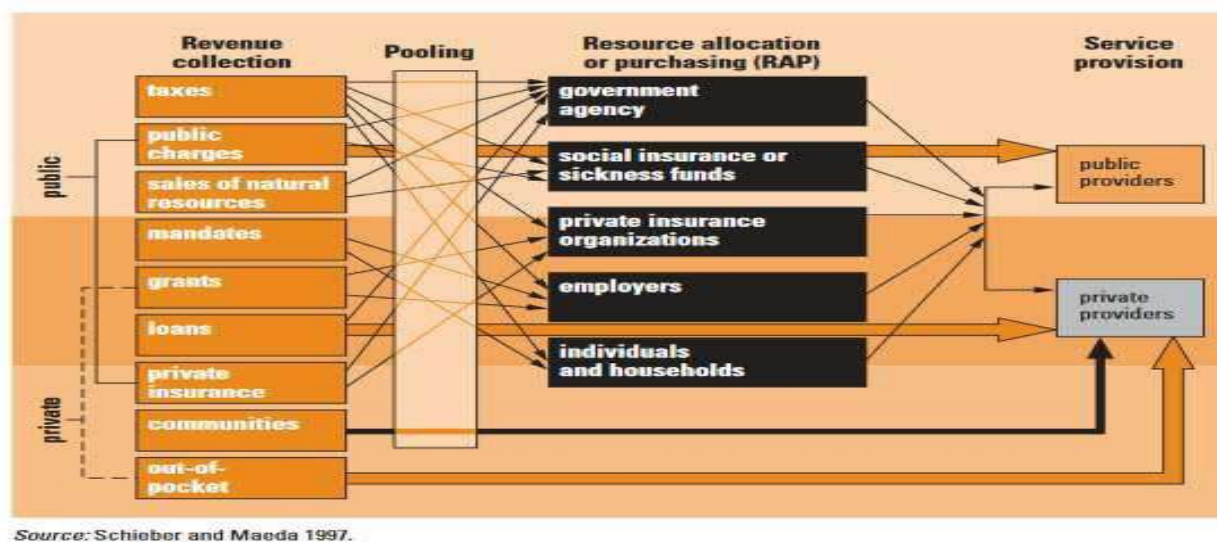 Revenue
collection
Pooling
Resource allocation
or purchasing (RAP)
Service
provision
taxes
public
charges
sales of natural
resources
mandates
grants
loans
private
insurance
communities
out-of-
pocket
public
private
government
agency
social insurance or
sickness funds
private insurance
organizations
employers
individuals
and households
public
providers
private
providers
Source: Schieber and Maeda 1997.